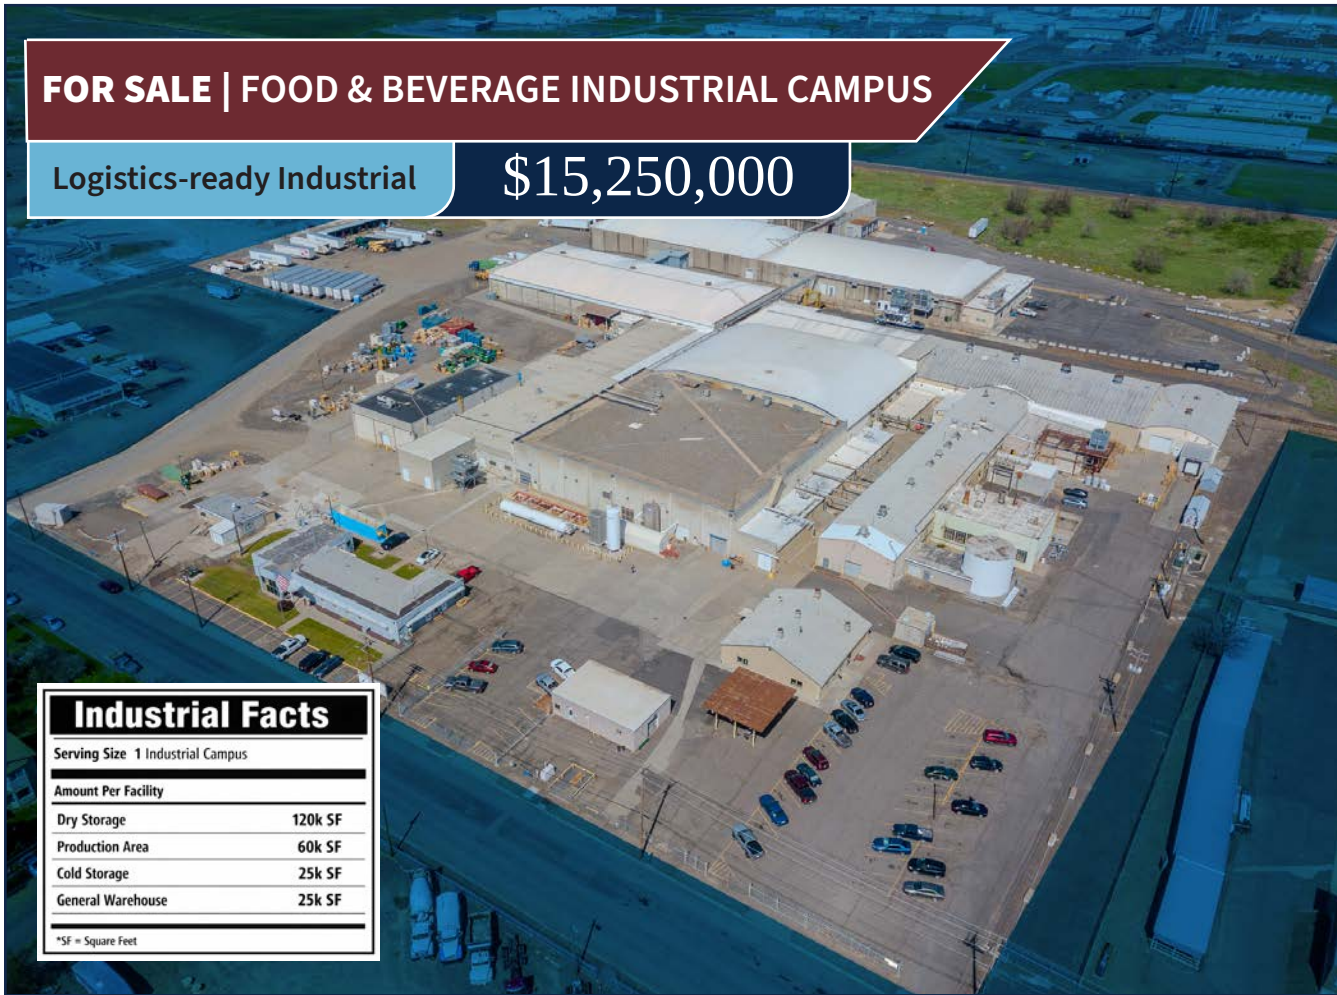 FOR SALE | FOOD & BEVERAGE INDUSTRIAL CAMPUS
Logistics-ready Industrial
$15,250,000
Industrial Facts
Serving Size 1 Industrial Campus
Amount Per Facility
Dry Storage 120k SF
Production Area 60k SF
Cold Storage 25k SF
General Warehouse 25k SF
*SF = Square Feet